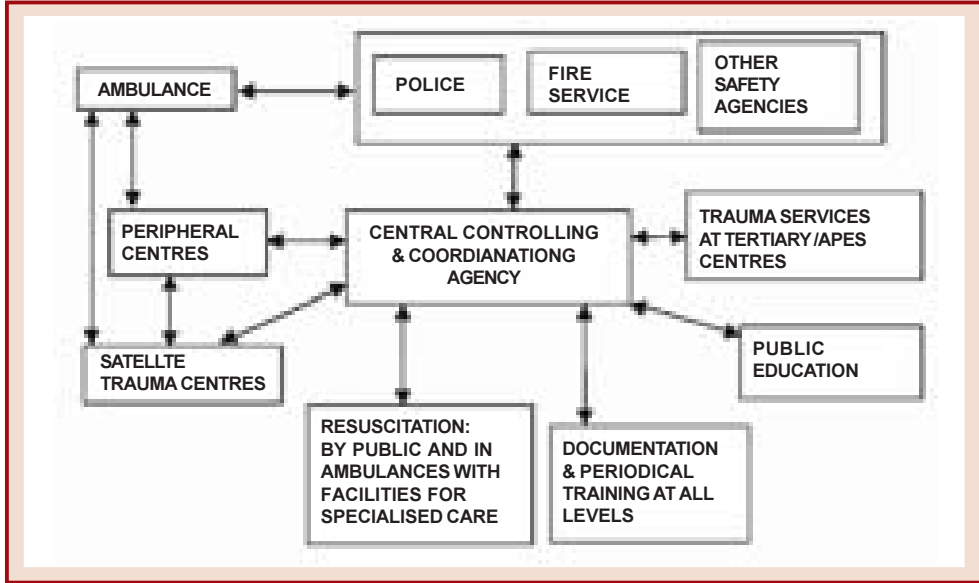 AMBULANCE
POLICE
FIRE
SERVICE
OTHER
SAFETY
AGENCIES
PERIPHERAL
CENTRES
CENTRAL CONTROLLING
& COORDIANATIONG
AGENCY
TRAUMA SERVICES
AT TERTIARY/APES
CENTRES
SATELLTE
TRAUMA CENTRES
PUBLIC
EDUCATION
RESUSCITATION:
BY PUBLIC AND IN
AMBULANCES WITH
FACILITIES FOR
SPECIALISED CARE
DOCUMENTATION
& PERIODICAL
TRAINING AT ALL
LEVELS